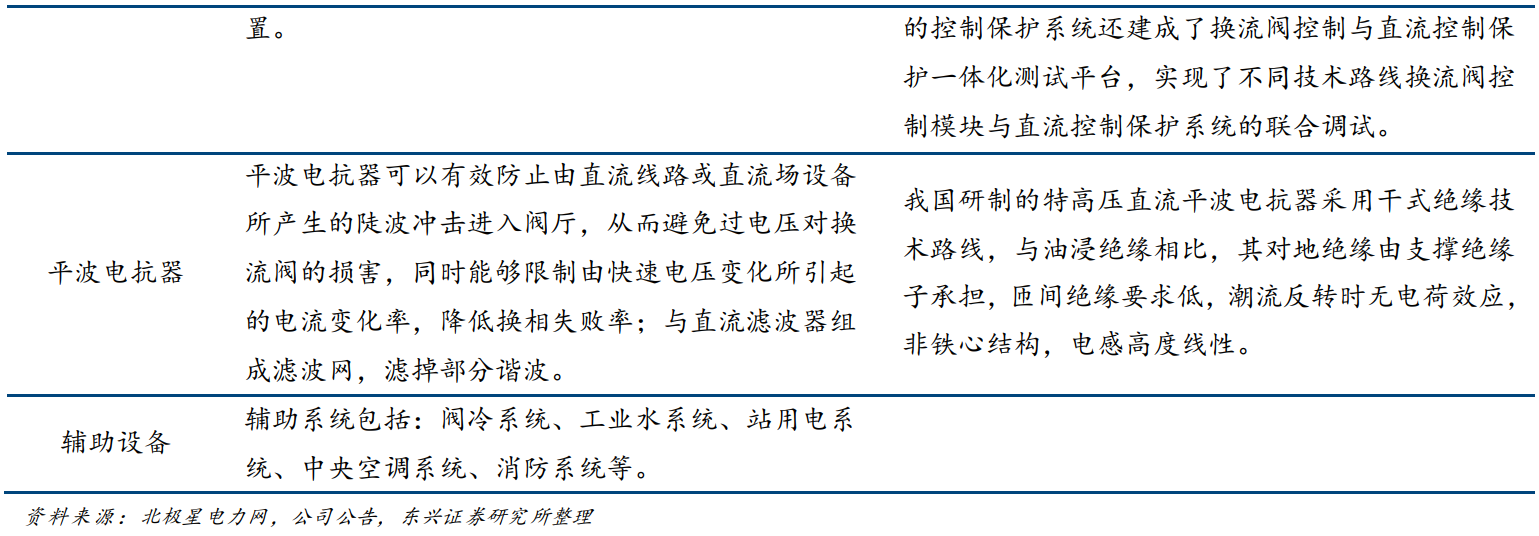 置。
的控制保护系统还建成了换流阀控制与直流控制保
护一体化测试平台，实现了不同技术路线换流阀控
制模块与直流控制保护系统的联合调试。
平波电抗器
平波电抗器可以有效防止由直流线路或直流场设备
所产生的陡波冲击进入阀厅，从而避免过电压对换
流阀的损害，同时能够限制由快速电压变化所引起
的电流变化率，降低换相失败率；与直流滤波器组
成滤波网，滤掉部分谐波。
我国研制的特高压直流平波电抗器采用干式绝缘技
术路线，与油浸绝缘相比，其对地绝缘由支撑绝缘
子承担，匝间绝缘要求低，潮流反转时无电荷效应，
非铁心结构，电感高度线性。
辅助设备
辅助系统包括：阀冷系统、工业水系统、站用电系
统、中央空调系统、消防系统等。
资料来源：北极星电力网，公司公告，东兴证券研究所整理